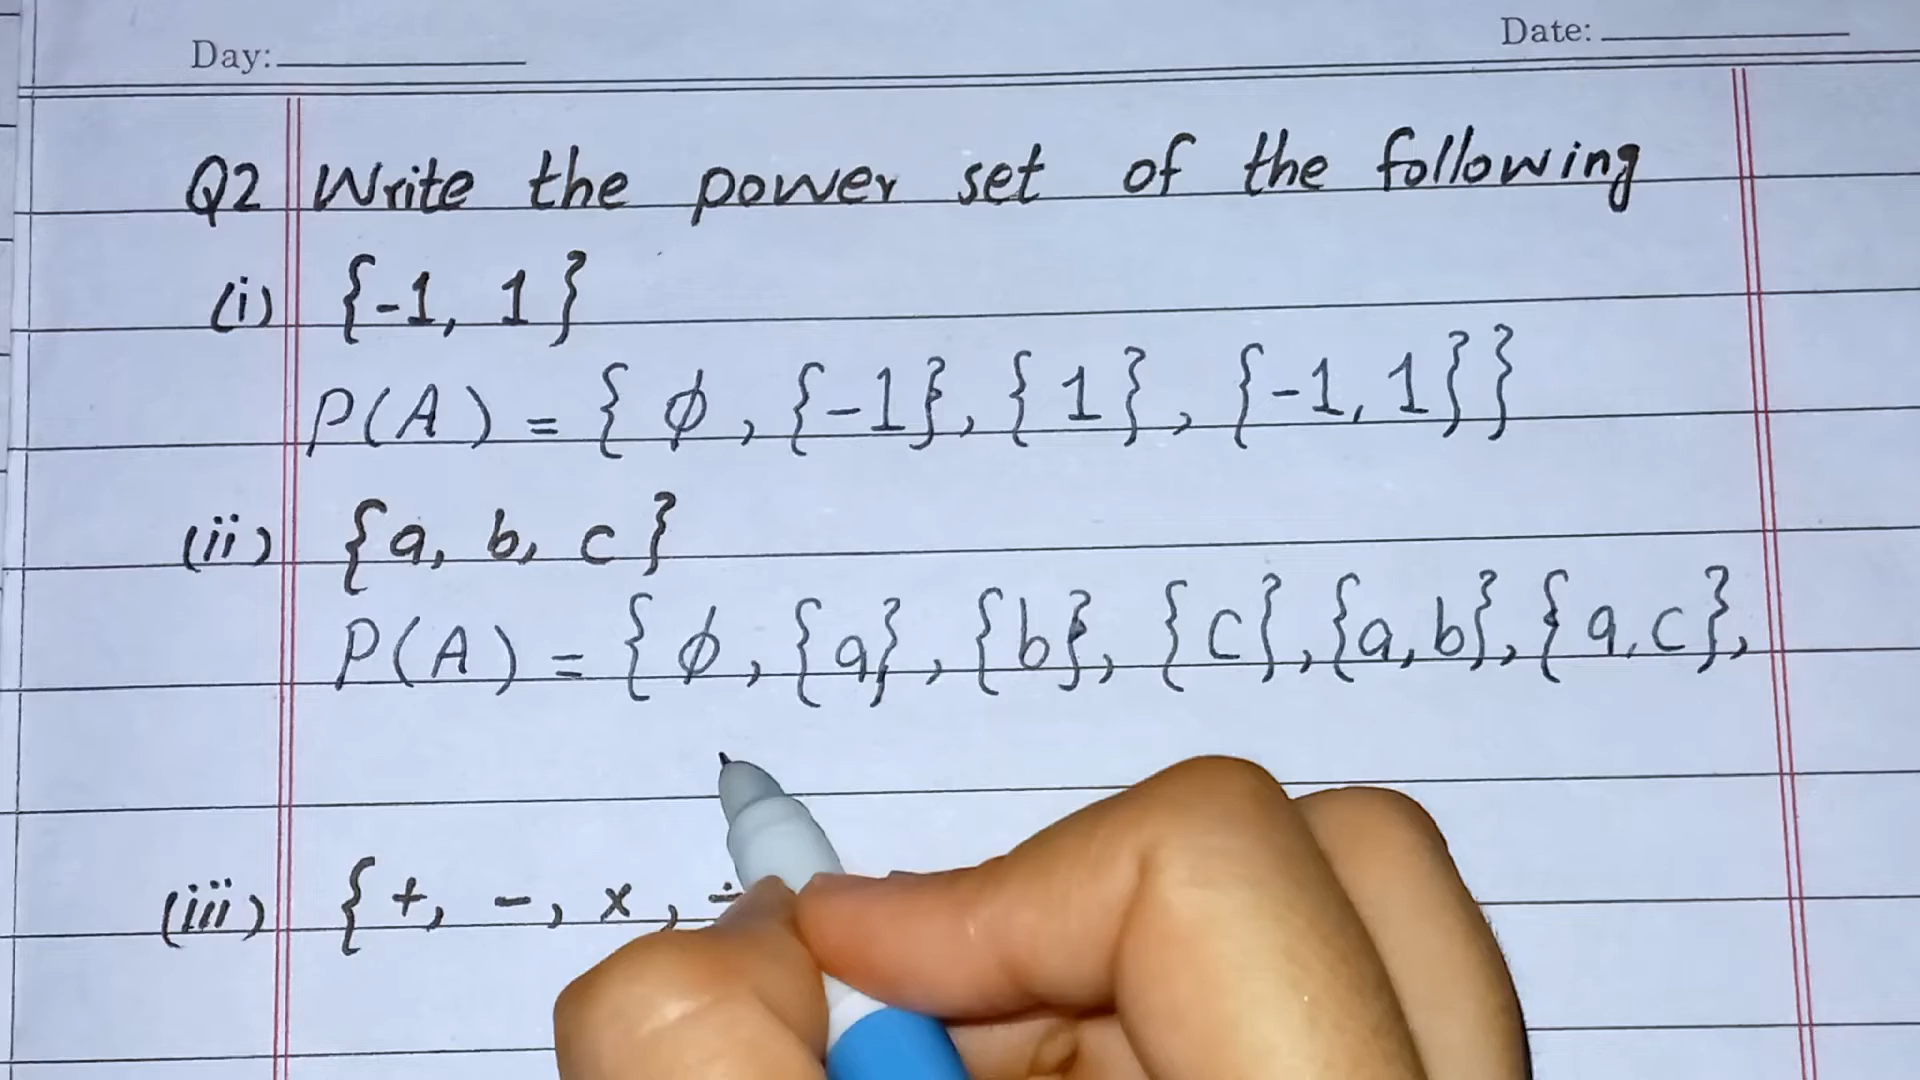 Day:
Date:
Q2 Write the power set of the following
(i) {-1, 1}
P(A) = { ϕ, {-1}, {1}, {-1, 1}}
(ii) {a, b, c}
P(A) = {ϕ, {a}, {b}, {c}, {a, b}, {a, c},
(iii) {+, -, x, ÷